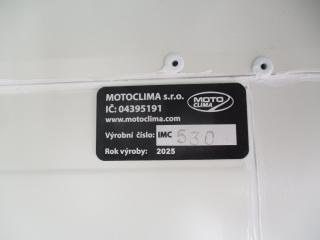 MOTOCLIMA s.r.o.
IČ: 04395191
www.motoclima.com
MOTO
CLIMA
Výrobní číslo: IMC 530
Rok výroby: 2025